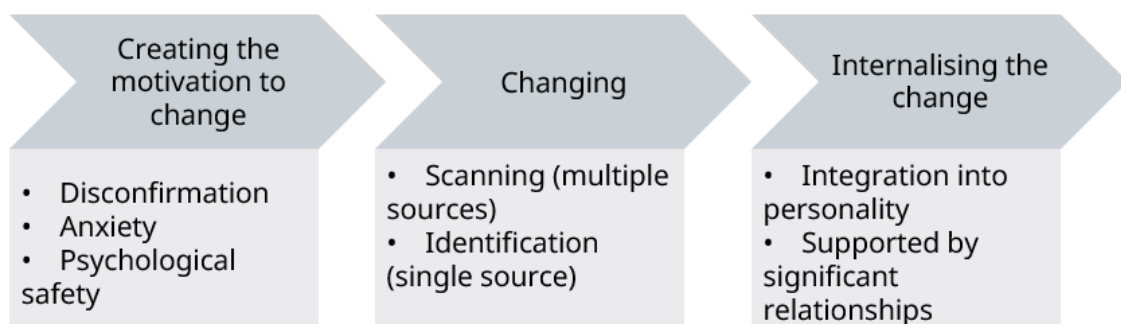 Creating the
motivation to
change
• Disconfirmation
• Anxiety
• Psychological
safety
Changing
• Scanning (multiple
sources)
• Identification
(single source)
Internalising the
change
• Integration into
personality
• Supported by
significant
relationships